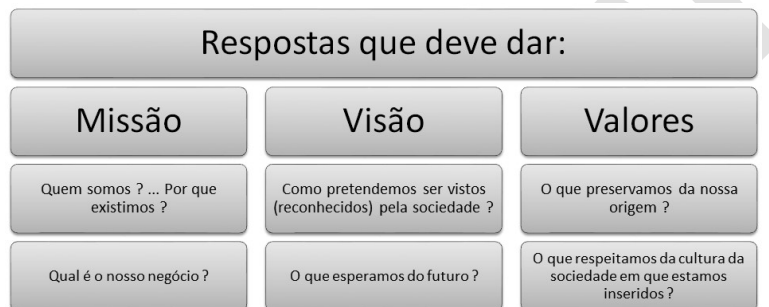 Respostas que deve dar:
Missão
Visão
Valores
Quem somos ? ... Por que
existimos ?
Como pretendemos ser vistos
(reconhecidos) pela sociedade ?
O que preservamos da nossa
origem ?
Qual é o nosso negócio ?
O que esperamos do futuro ?
O que respeitamos da cultura da
sociedade em que estamos
inseridos ?